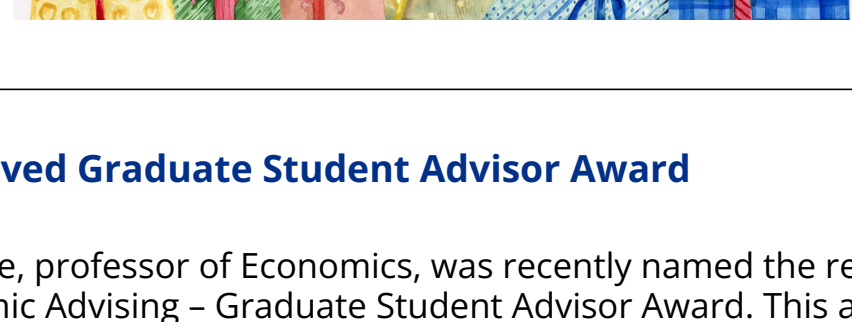 ved Graduate Student Advisor Award
e, professor of Economics, was recently named the re
nic Advising – Graduate Student Advisor Award. This a